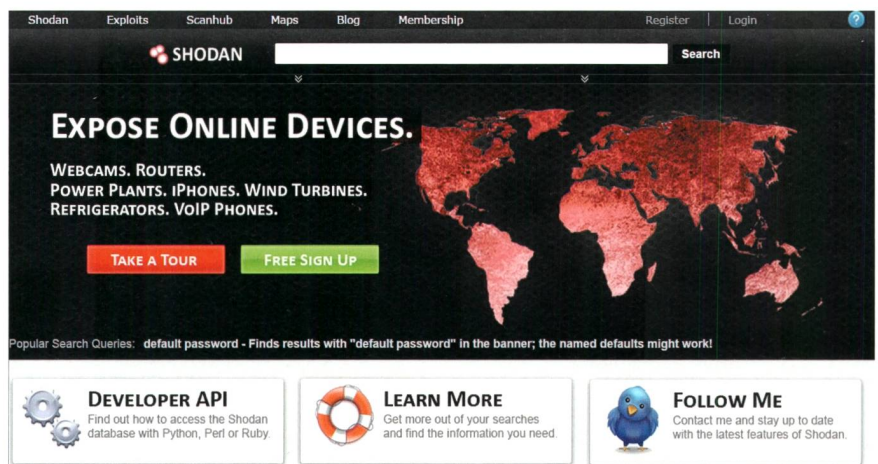 Shodan Exploits Scanhub Maps Blog Membership Register Login ?
SHODAN Search
EXPOSE ONLINE DEVICES.
WEBCAMS. ROUTERS.
POWER PLANTS. IPHONES. WIND TURBINES.
REFRIGERATORS. VOIP PHONES.
TAKE A TOUR FREE SIGN UP
Popular Search Queries: default password - Finds results with "default password" in the banner; the named defaults might work!
DEVELOPER API
Find out how to access the Shodan
database with Python, Perl or Ruby.
LEARN MORE
Get more out of your searches
and find the information you need.
FOLLOW ME
Contact me and stay up to date
with the latest features of Shodan.